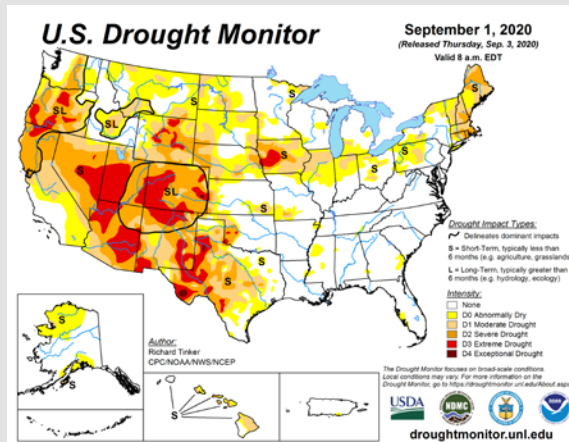 U.S. Drought Monitor
September 1, 2020
(Released Thursday, Sep. 3, 2020)
Valid 8 a.m. EDT
S
SL
SL
S
S
S
S
S
S
S
SL
S
S
S
S
S
S
Drought Impact Types:
Delineates dominant impacts
S = Short-Term, typically less than
6 months (e.g. agriculture, grasslands
L = Long-Term, typically greater than
6 months (e.g. hydrology, ecology)
Intensity:
None
D0 Abnormally Dry
D1 Moderate Drought
D2 Severe Drought
D3 Extreme Drought
D4 Exceptional Drought
Author:
Richard Tinker
CPC/NOAA/NWS/NCEP
The Drought Monitor focuses on broad-scale conditions.
Local conditions may vary. For more information on the
Drought Monitor, go to https://droughtmonitor.unl.edu/About.asp
USDA
NDMC
NOAA
droughtmonitor.unl.edu